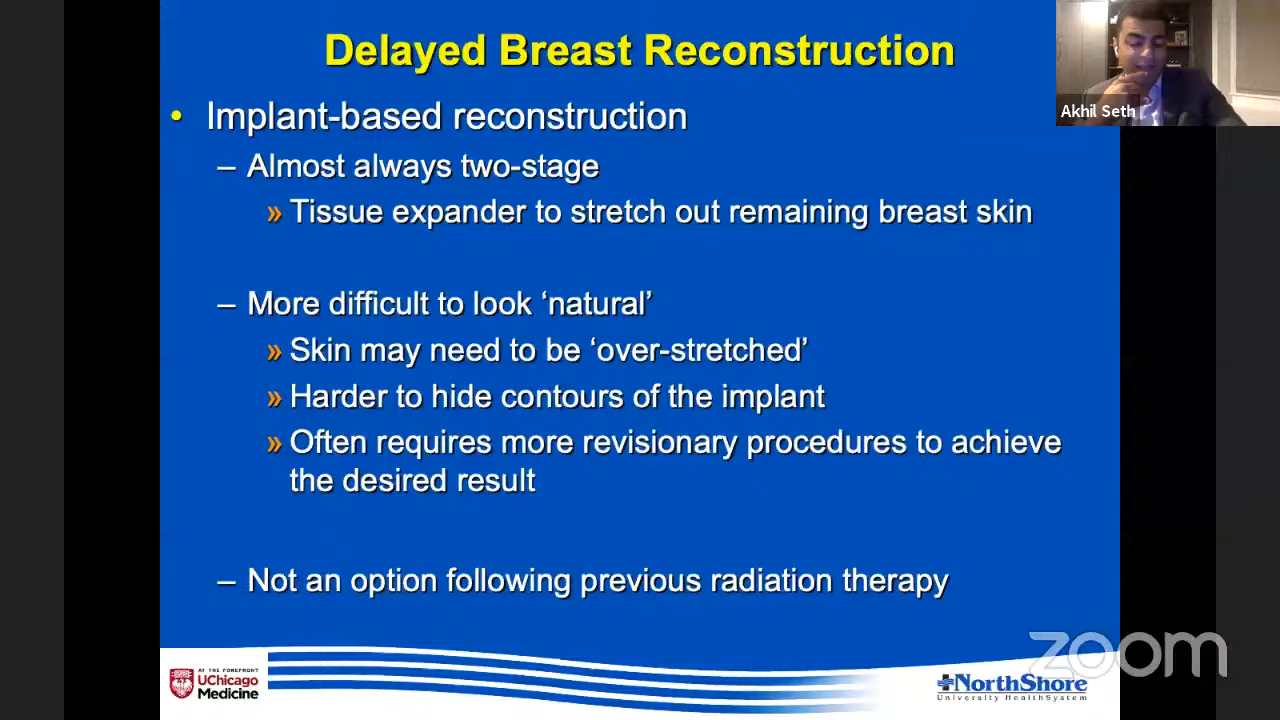 Delayed Breast Reconstruction
Akhil Seth
• Implant-based reconstruction
– Almost always two-stage
» Tissue expander to stretch out remaining breast skin
– More difficult to look ‘natural’
» Skin may need to be ‘over-stretched’
» Harder to hide contours of the implant
» Often requires more revisionary procedures to achieve
the desired result
– Not an option following previous radiation therapy
zoom
AT THE FOREFRONT
UChicago
Medicine
NorthShore
University HealthSystem